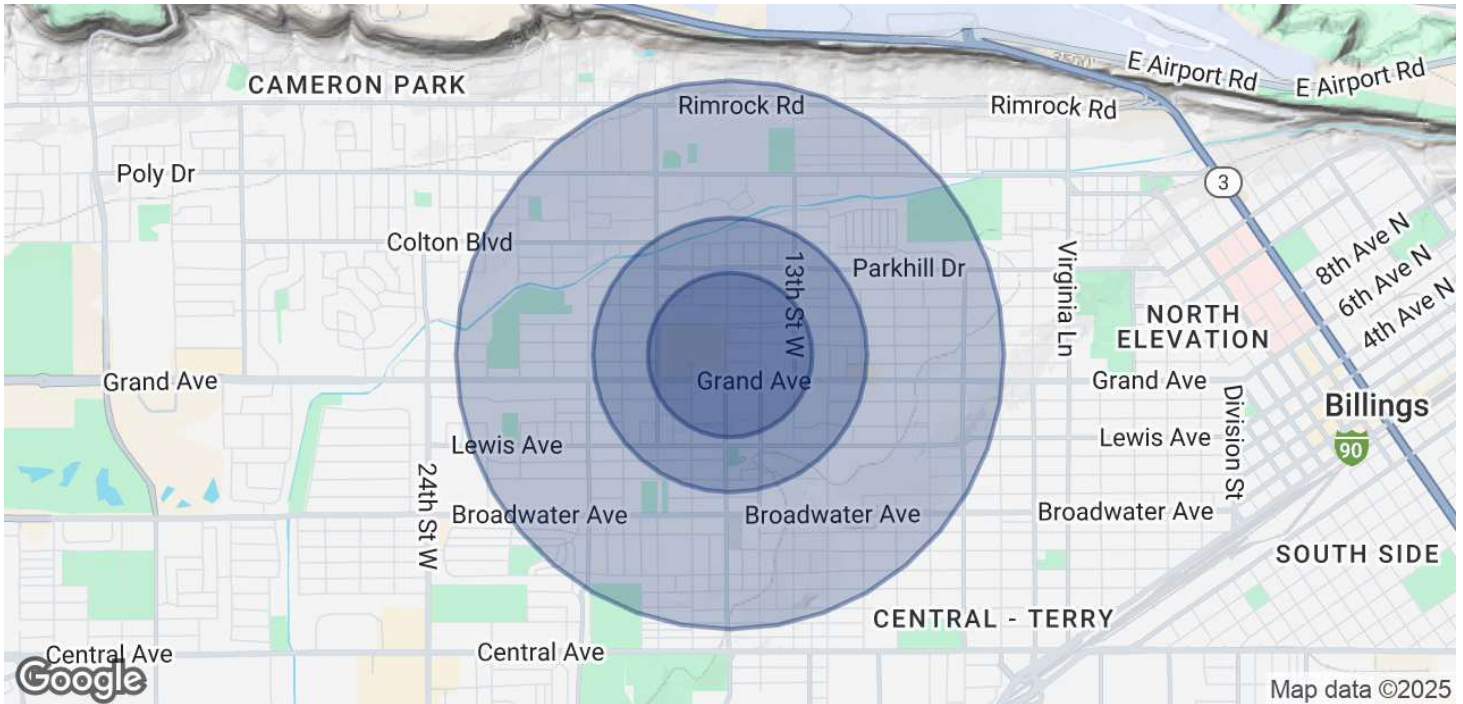 E Airport Rd
E Airport Rd
CAMERON PARK
Rimrock Rd
Rimrock Rd
Poly Dr
3
Colton Blvd
13th St W
Parkhill Dr
Virginia Ln
8th Ave N
6th Ave N
4th Ave N
NORTH
ELEVATION
Grand Ave
Grand Ave
Grand Ave
Division St
Billings
90
Lewis Ave
Lewis Ave
24th St W
Broadwater Ave
Broadwater Ave
Broadwater Ave
SOUTH SIDE
CENTRAL - TERRY
Central Ave
Central Ave
Google
Map data ©2025